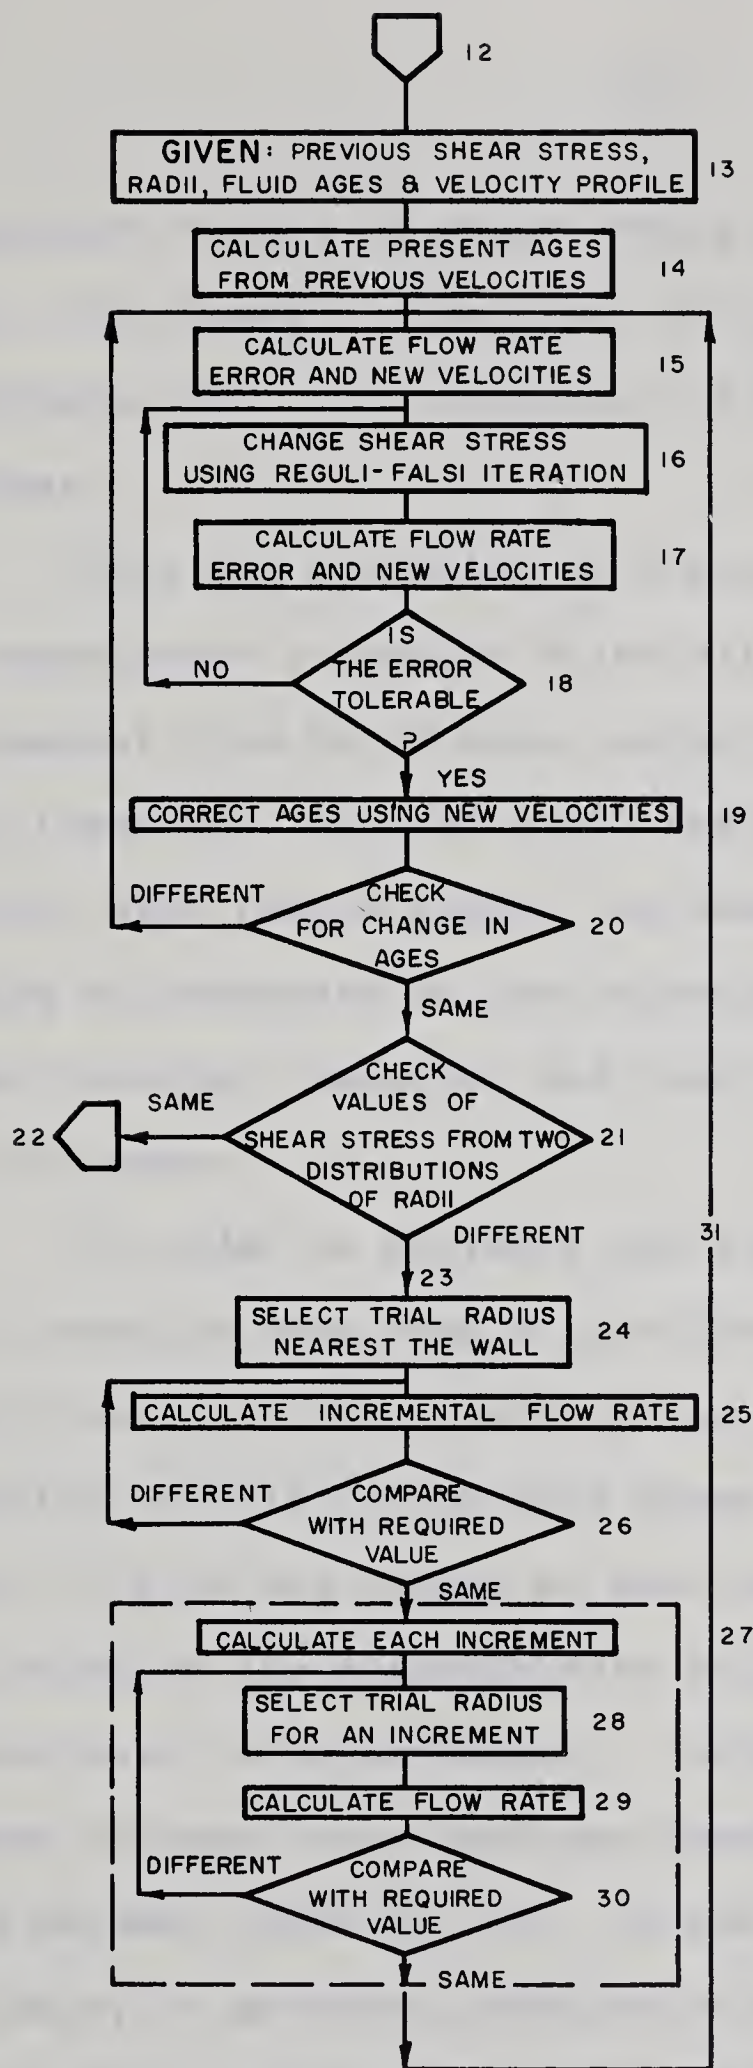 12
GIVEN: PREVIOUS SHEAR STRESS,
RADII, FLUID AGES & VELOCITY PROFILE
13
CALCULATE PRESENT AGES
FROM PREVIOUS VELOCITIES
14
CALCULATE FLOW RATE
ERROR AND NEW VELOCITIES
15
CHANGE SHEAR STRESS
USING REGULI-FALSI ITERATION
16
CALCULATE FLOW RATE
ERROR AND NEW VELOCITIES
17
IS
THE ERROR
TOLERABLE
?
18
NO
YES
CORRECT AGES USING NEW VELOCITIES
19
DIFFERENT
CHECK
FOR CHANGE IN
AGES
20
SAME
CHECK
VALUES OF
SHEAR STRESS FROM TWO
DISTRIBUTIONS
OF RADII
21
SAME
22
DIFFERENT
31
23
SELECT TRIAL RADIUS
NEAREST THE WALL
24
CALCULATE INCREMENTAL FLOW RATE
25
DIFFERENT
COMPARE
WITH REQUIRED
VALUE
26
SAME
CALCULATE EACH INCREMENT
27
SELECT TRIAL RADIUS
FOR AN INCREMENT
28
CALCULATE FLOW RATE
29
DIFFERENT
COMPARE
WITH REQUIRED
VALUE
30
SAME